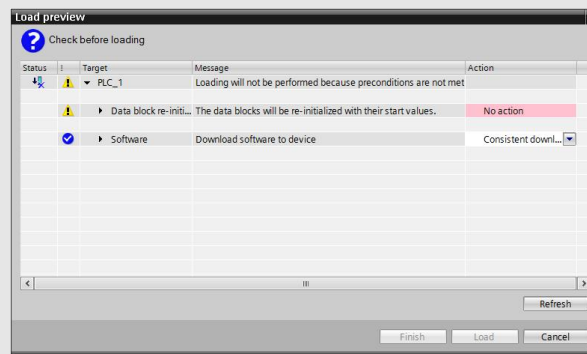 Load preview
Check before loading
Status ! Target Message Action
PLC_1 Loading will not be performed because preconditions are not met
Data block re-initi... The data blocks will be re-initialized with their start values. No action
Software Download software to device Consistent downl...
Refresh
Finish Load Cancel